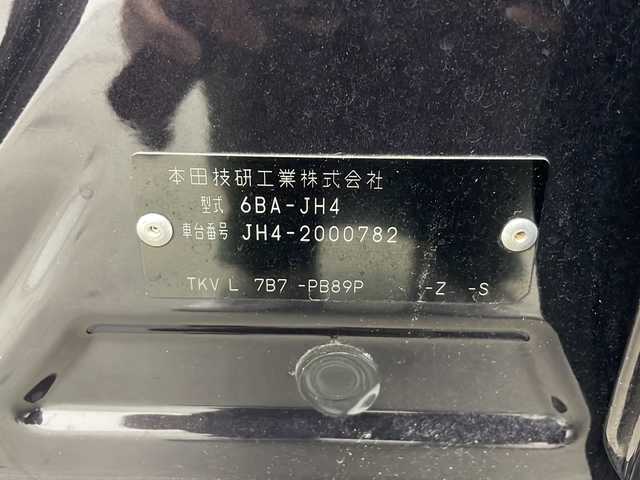 本田技研工業株式会社
型式 6BA-JH4
車台番号 JH4-2000782
TKV L 7B7 -PB89P -Z -S